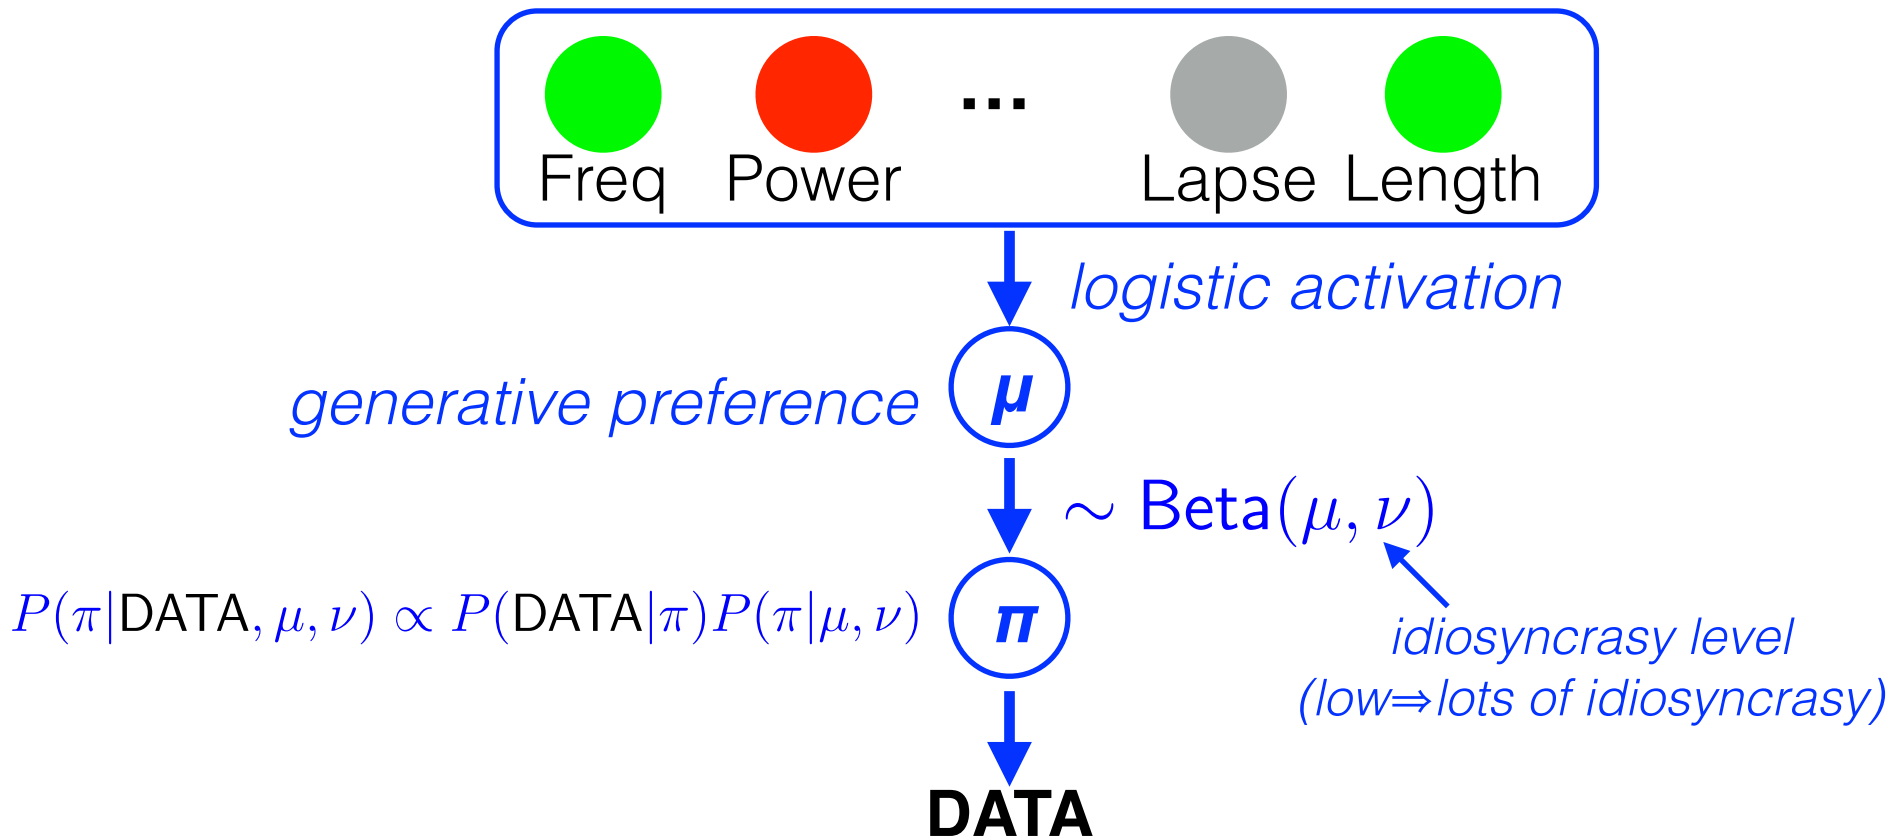 ...
Freq Power Lapse Length
logistic activation
μ
generative preference
∼ Beta(μ, ν)
P(π|DATA, μ, ν) ∝ P(DATA|π)P(π|μ, ν)
π
idiosyncrasy level
(low⇒lots of idiosyncrasy)
DATA